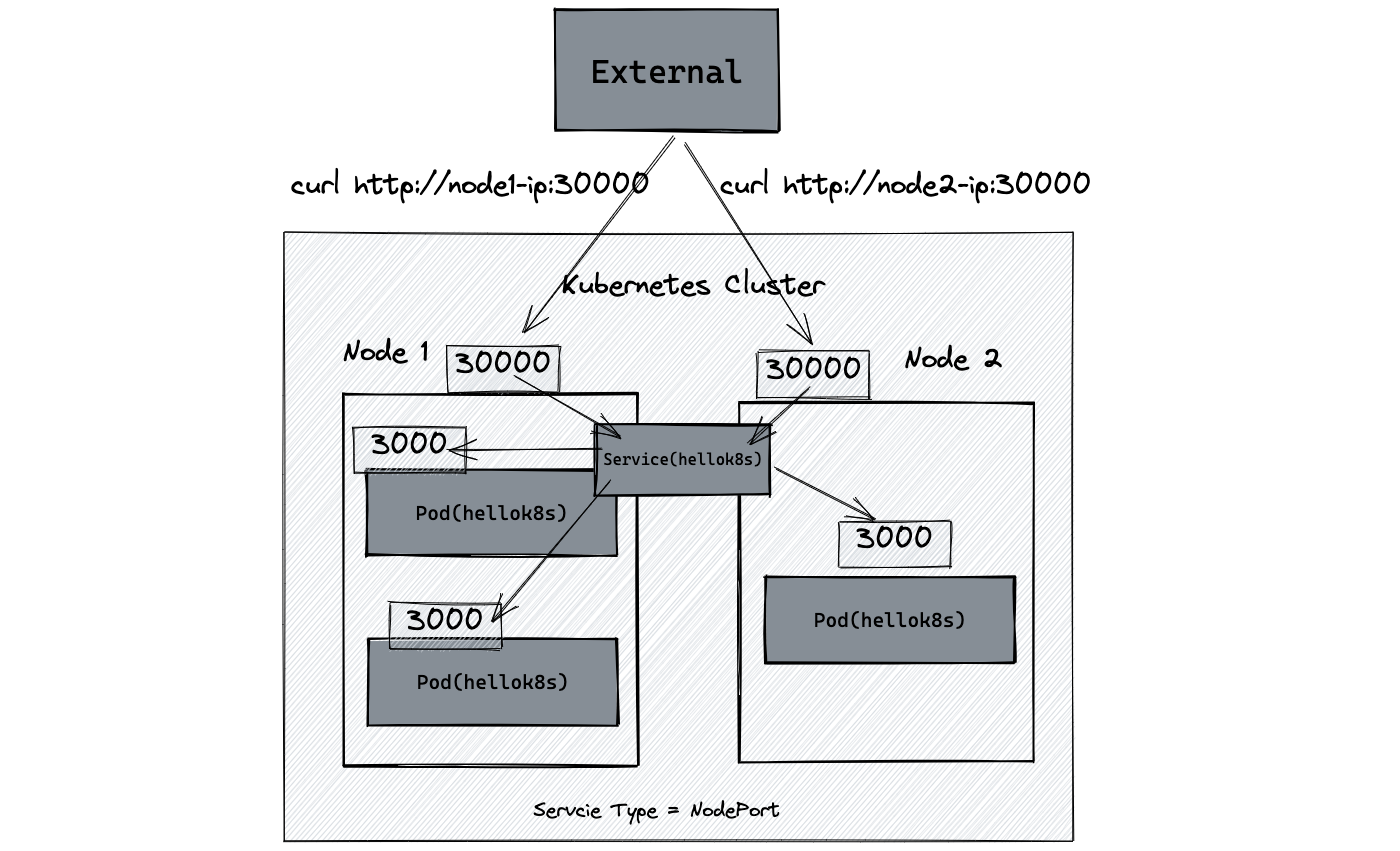 External
curl http://node1-ip:30000
curl http://node2-ip:30000
Kubernetes Cluster
Node 1
30000
30000
Node 2
3000
Service(hellok8s)
Pod(hellok8s)
3000
3000
Pod(hellok8s)
Pod(hellok8s)
Servcie Type = NodePort